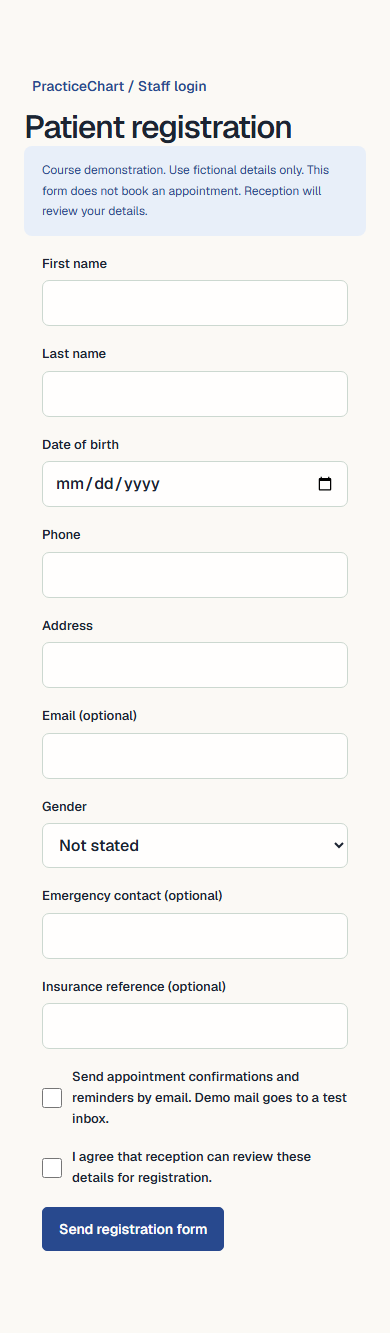 PracticeChart / Staff login
Patient registration
Course demonstration. Use fictional details only. This
form does not book an appointment. Reception will
review your details.
First name
Last name
Date of birth
mm/dd/yyyy
Phone
Address
Email (optional)
Gender
Not stated
Emergency contact (optional)
Insurance reference (optional)
Send appointment confirmations and
reminders by email. Demo mail goes to a test
inbox.
I agree that reception can review these
details for registration.
Send registration form